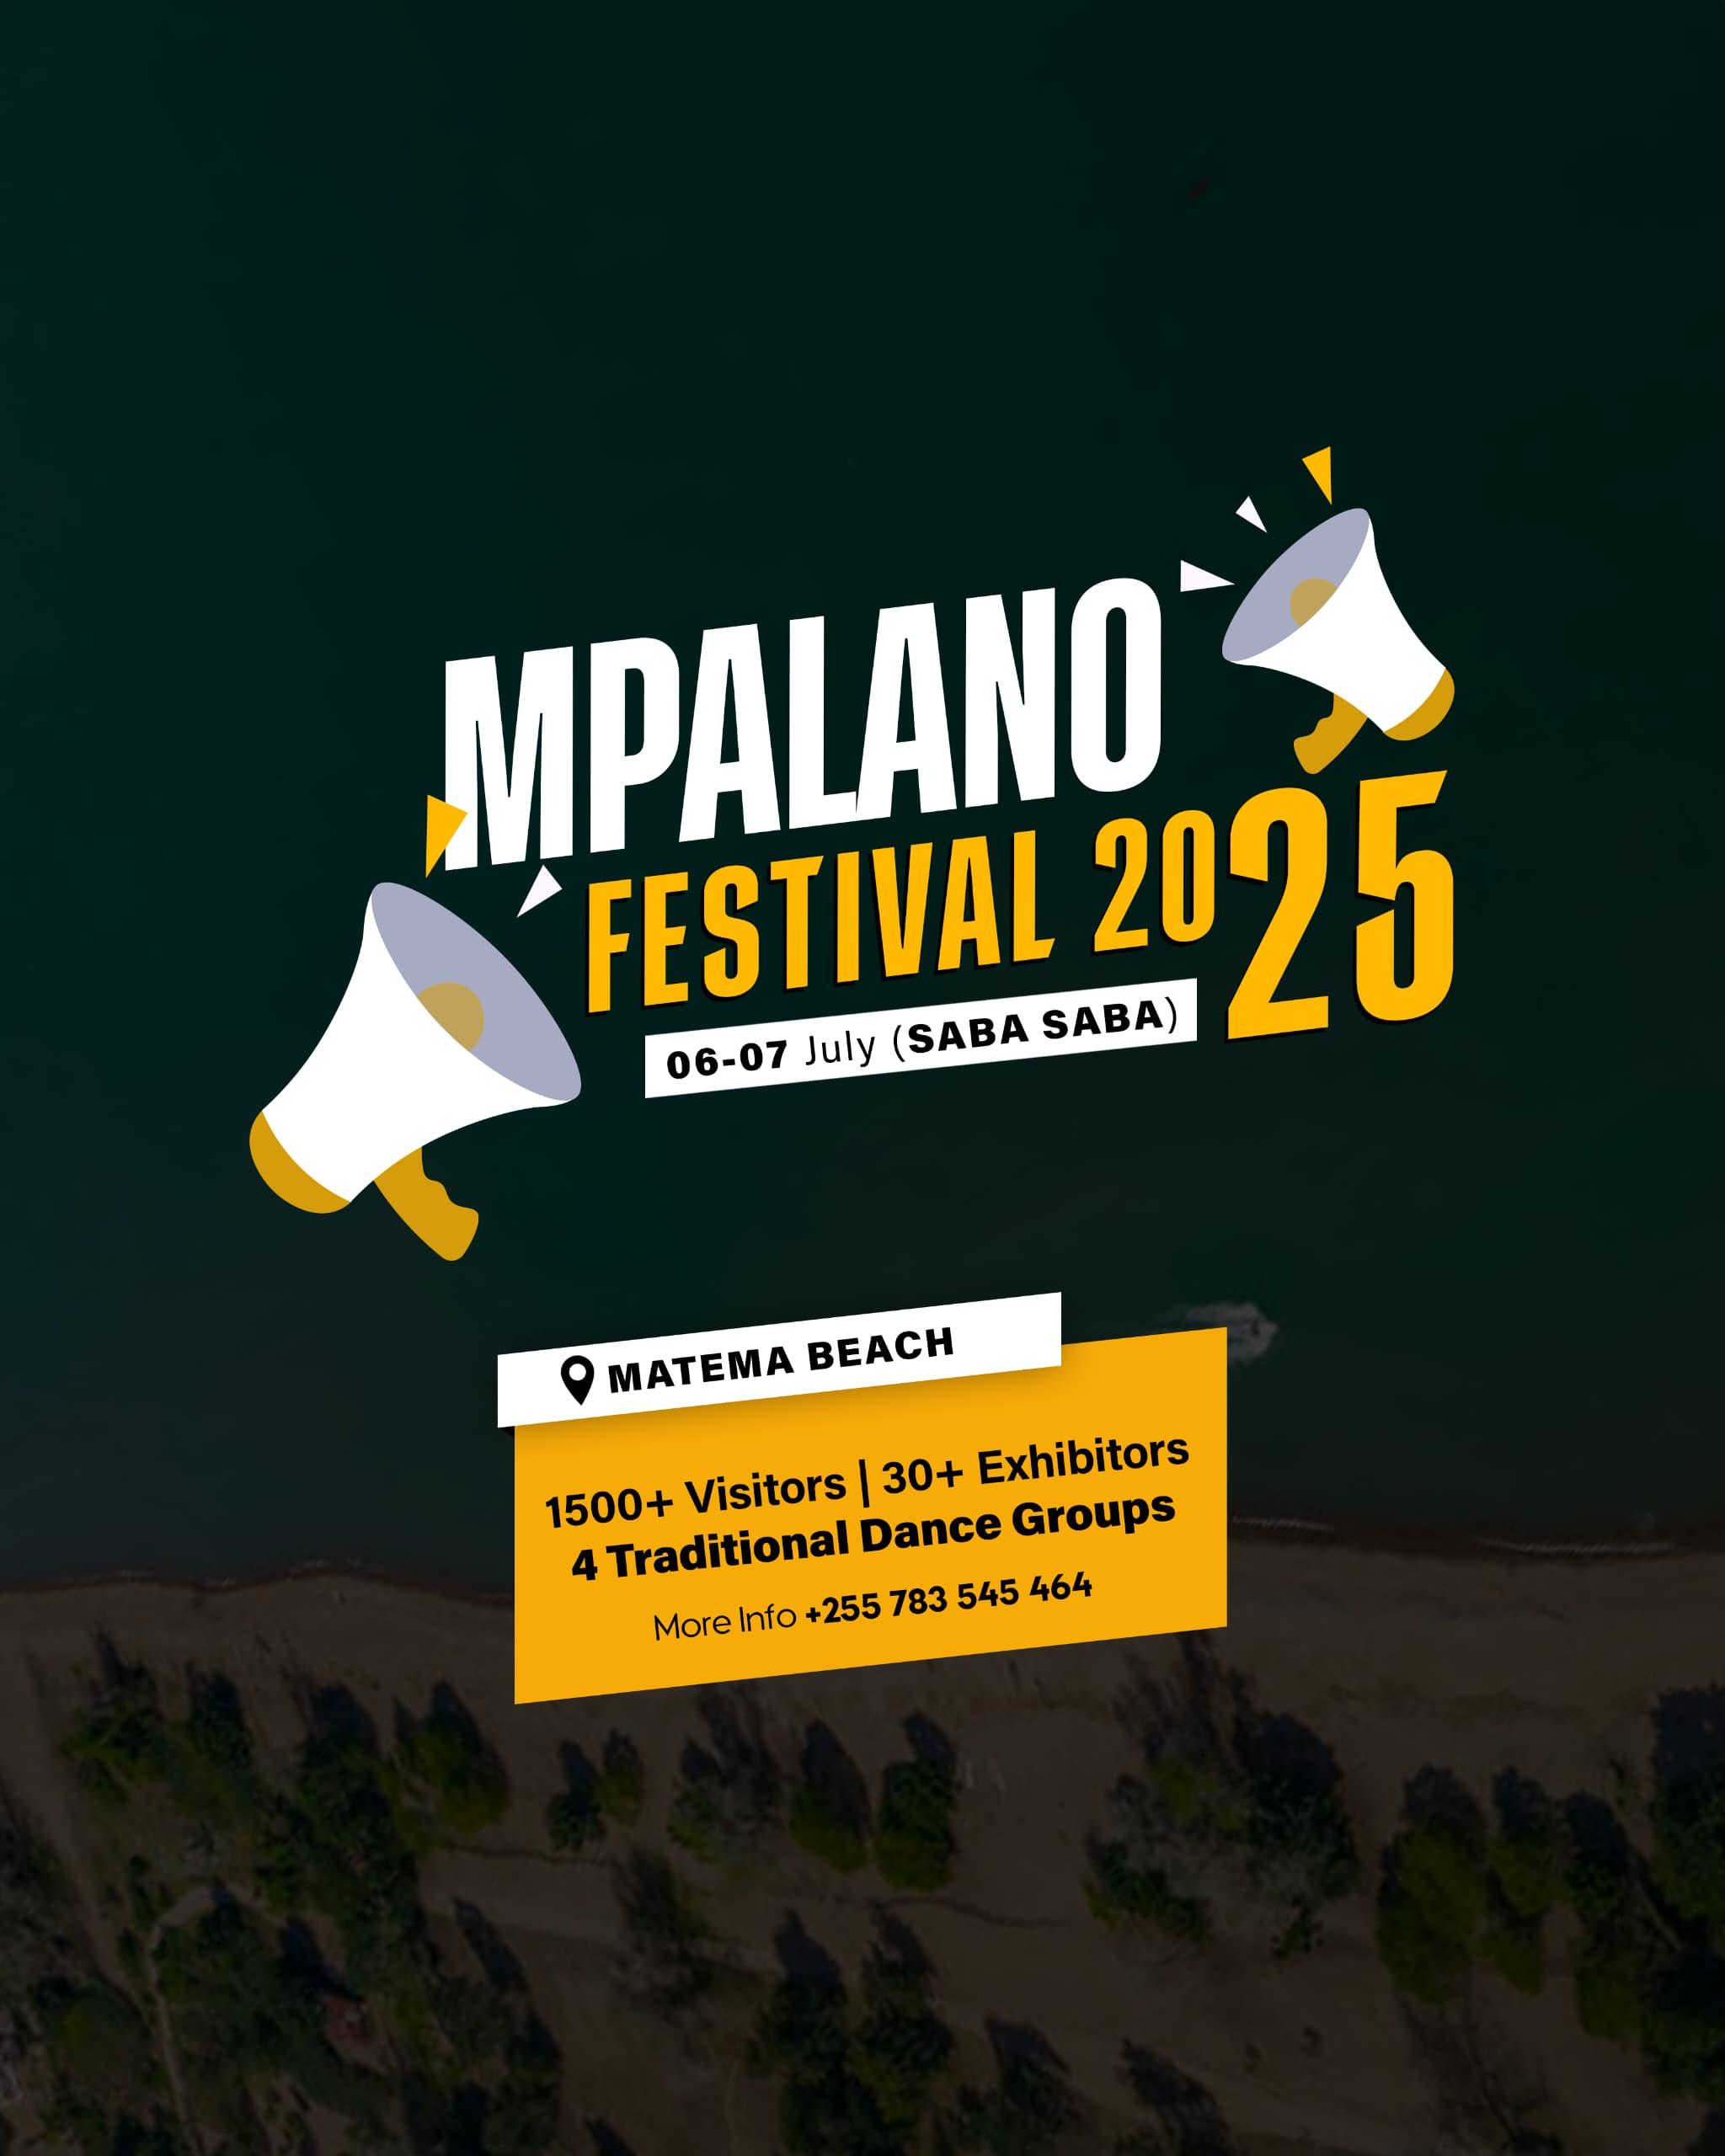 MPALANO
FESTIVAL 2025
06-07 July (SABA SABA)
MATEMA BEACH
1500+ Visitors | 30+ Exhibitors
4 Traditional Dance Groups
More Info +255 783 545 464